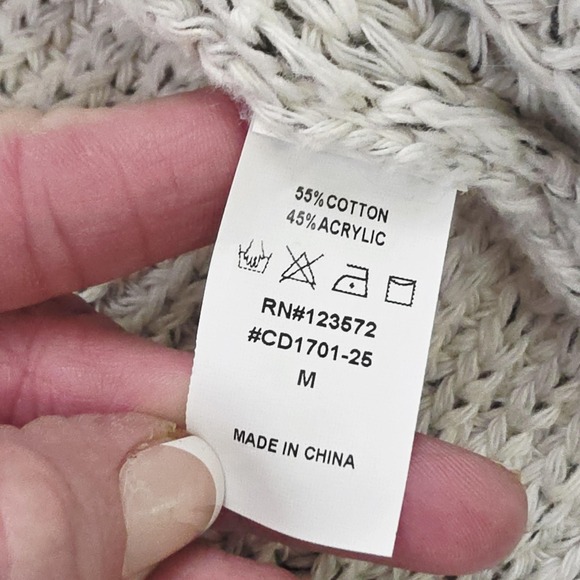 55% COTTON
45% ACRYLIC
RN#123572
#CD1701-25
M
MADE IN CHINA